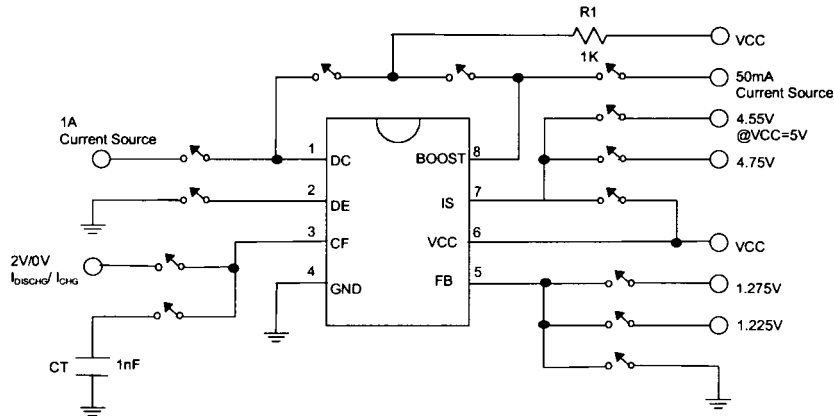 R1
VCC
1K
50mA
Current Source
1A
Current Source
4.55V
@VCC=5V
4.75V
1
DC
BOOST
8
2
DE
IS
7
3
CF
VCC
6
VCC
2V/0V
IDISCHG/ ICHG
4
GND
FB
5
1.275V
1.225V
CT
1nF